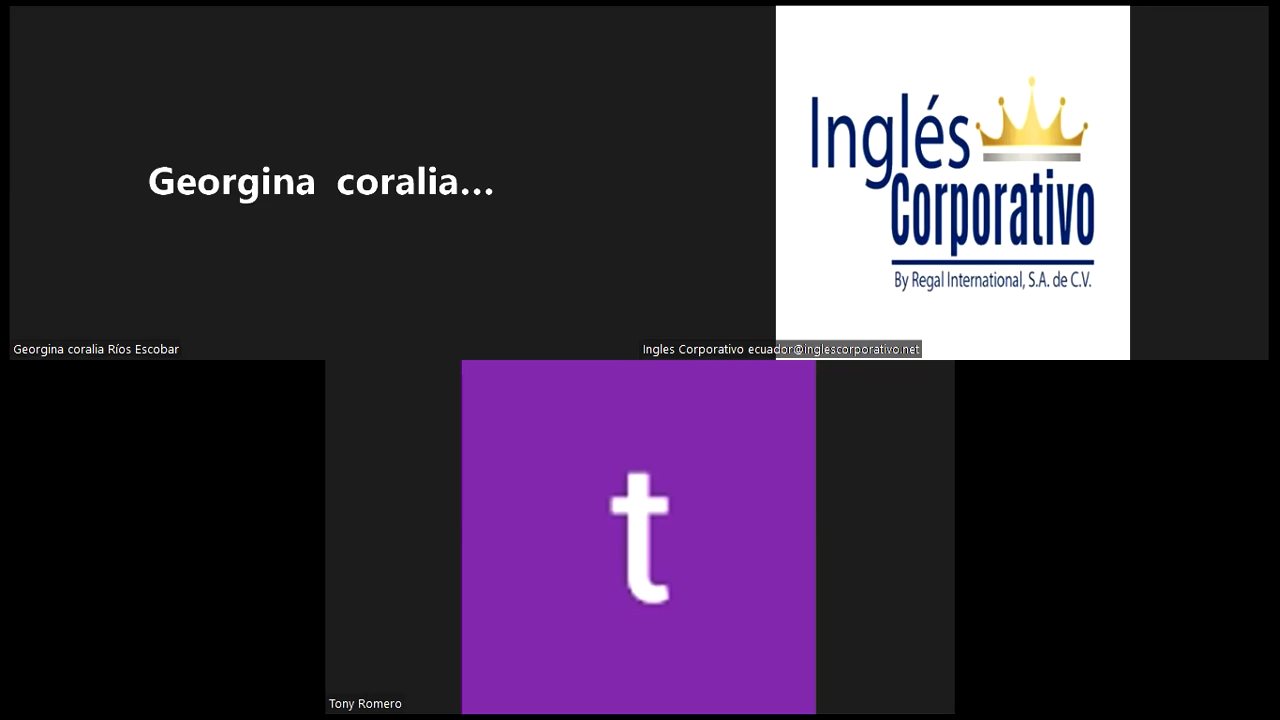 Georgina coralia...
Georgina coralia Ríos Escobar
Inglés
Corporativo
By Regal International, S.A. de C.V.
Ingles Corporativo ecuador@inglescorporativo.net
t
Tony Romero